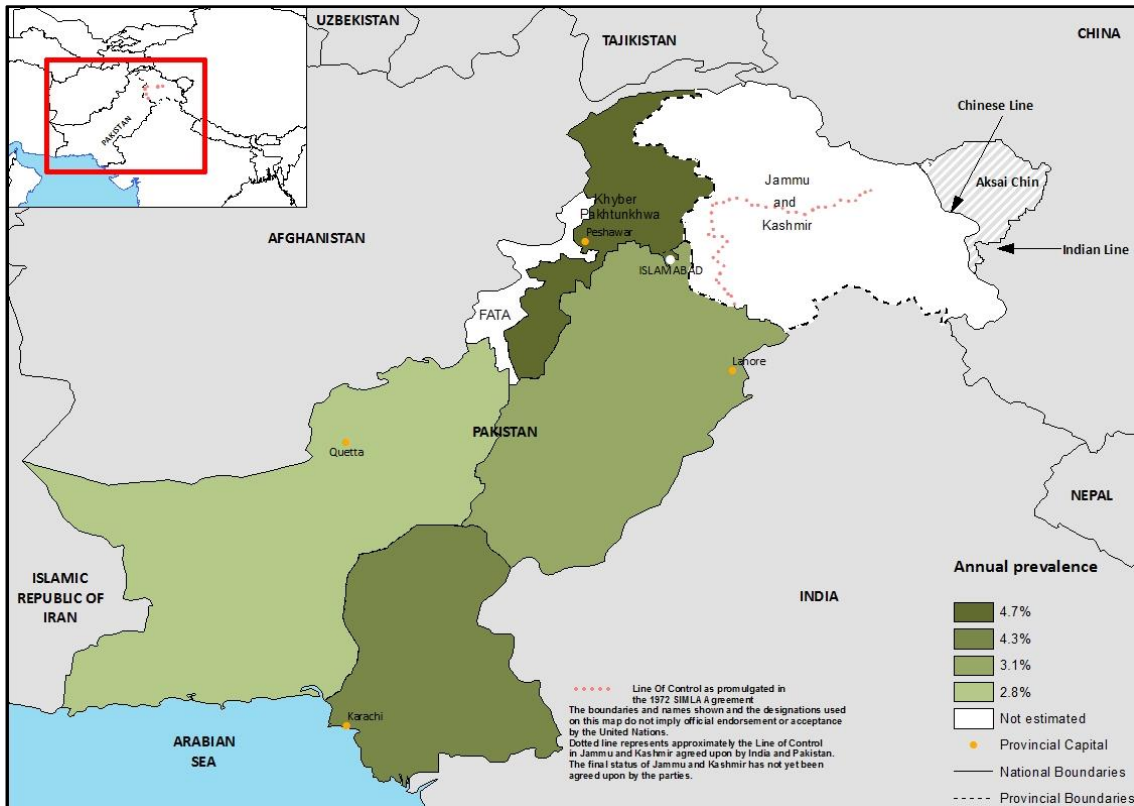 PAKISTAN
UZBEKISTAN
TAJIKISTAN
CHINA
Chinese Line
Aksai Chin
Indian Line
Jammu
and
Kashmir
Khyber
Pakhtunkhwa
Peshawar
AFGHANISTAN
ISLAMABAD
FATA
Lahore
PAKISTAN
Quetta
NEPAL
ISLAMIC
REPUBLIC OF
IRAN
INDIA
Karachi
ARABIAN
SEA
Line Of Control as promulgated in
the 1972 SIMLA Agreement
The boundaries and names shown and the designations used
on this map do not imply official endorsement or acceptance
by the United Nations.
Dotted line represents approximately the Line of Control
in Jammu and Kashmir agreed upon by India and Pakistan.
The final status of Jammu and Kashmir has not yet been
agreed upon by the parties.
Annual prevalence
4.7%
4.3%
3.1%
2.8%
Not estimated
Provincial Capital
National Boundaries
Provincial Boundaries